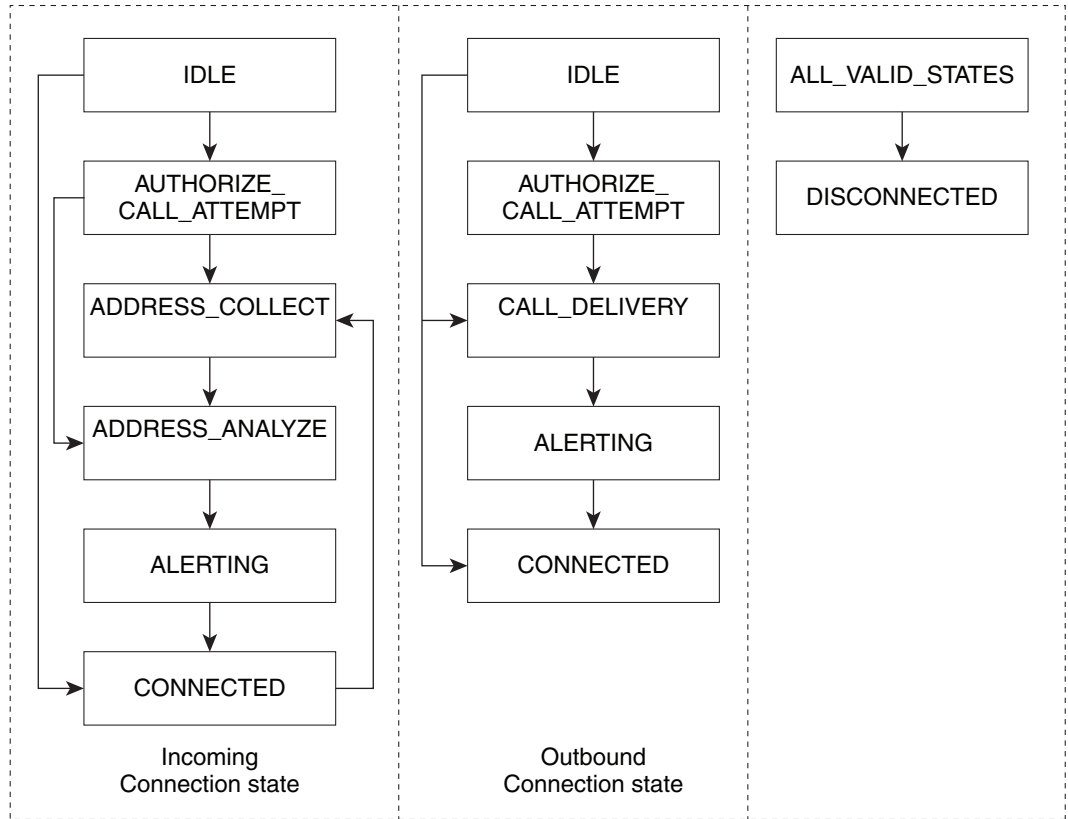 IDLE
AUTHORIZE_
CALL_ATTEMPT
ADDRESS_COLLECT
ADDRESS_ANALYZE
ALERTING
CONNECTED
Incoming
Connection state
IDLE
AUTHORIZE_
CALL_ATTEMPT
CALL_DELIVERY
ALERTING
CONNECTED
Outbound
Connection state
ALL_VALID_STATES
DISCONNECTED